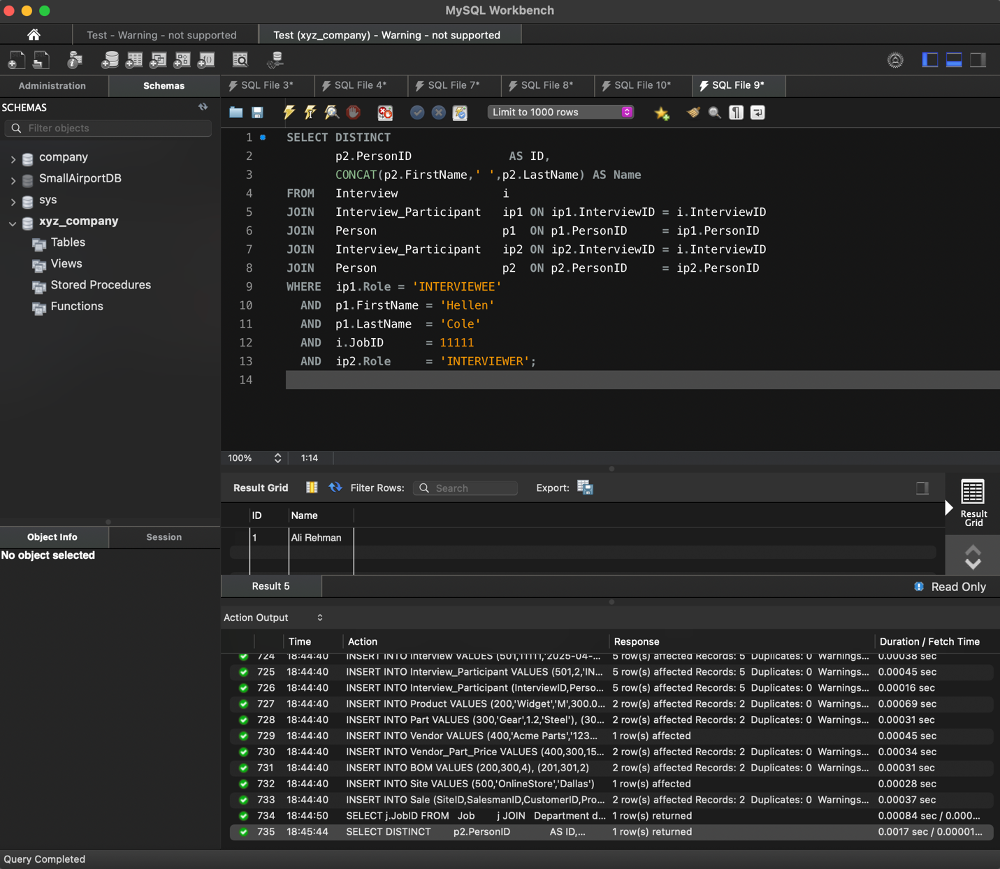 MySQL Workbench
Test - Warning - not supported
Test (xyz_company) - Warning - not supported
Administration
Schemas
SQL File 3*
SQL File 4*
SQL File 7*
SQL File 8*
SQL File 10*
SQL File 9*
SCHEMAS
Limit to 1000 rows
Filter objects
company
SmallAirportDB
sys
xyz_company
Tables
Views
Stored Procedures
Functions
1 SELECT DISTINCT
2 p2.PersonID AS ID,
3 CONCAT(p2.FirstName,' ',p2.LastName) AS Name
4 FROM Interview i
5 JOIN Interview_Participant ip1 ON ip1.InterviewID = i.InterviewID
6 JOIN Person p1 ON p1.PersonID = ip1.PersonID
7 JOIN Interview_Participant ip2 ON ip2.InterviewID = i.InterviewID
8 JOIN Person p2 ON p2.PersonID = ip2.PersonID
9 WHERE ip1.Role = 'INTERVIEWEE'
10 AND p1.FirstName = 'Hellen'
11 AND p1.LastName = 'Cole'
12 AND i.JobID = 11111
13 AND ip2.Role = 'INTERVIEWER';
14
100% 1:14
Result Grid Filter Rows: Search Export:
Result
Grid
ID Name
1 Ali Rehman
Object Info
Session
No object selected
Result 5
Read Only
Action Output
Time Action Response Duration / Fetch Time
724 18:44:40 INSERT INTO Interview VALUES (501,11111,'2025-04-... 5 row(s) affected Records: 5 Duplicates: 0 Warnings... 0.00038 sec
725 18:44:40 INSERT INTO Interview_Participant VALUES (501,2,'IN... 5 row(s) affected Records: 5 Duplicates: 0 Warnings... 0.00045 sec
726 18:44:40 INSERT INTO Interview_Participant (InterviewID,Perso... 5 row(s) affected Records: 5 Duplicates: 0 Warnings... 0.00016 sec
727 18:44:40 INSERT INTO Product VALUES (200,'Widget','M',300.0... 2 row(s) affected Records: 2 Duplicates: 0 Warnings... 0.00069 sec
728 18:44:40 INSERT INTO Part VALUES (300,'Gear',1.2,'Steel'), (30... 2 row(s) affected Records: 2 Duplicates: 0 Warnings... 0.00031 sec
729 18:44:40 INSERT INTO Vendor VALUES (400,'Acme Parts','123... 1 row(s) affected 0.00045 sec
730 18:44:40 INSERT INTO Vendor_Part_Price VALUES (400,300,15... 2 row(s) affected Records: 2 Duplicates: 0 Warnings... 0.00034 sec
731 18:44:40 INSERT INTO BOM VALUES (200,300,4), (201,301,2) 2 row(s) affected Records: 2 Duplicates: 0 Warnings... 0.00031 sec
732 18:44:40 INSERT INTO Site VALUES (500,'OnlineStore','Dallas') 1 row(s) affected 0.00028 sec
733 18:44:40 INSERT INTO Sale (SiteID,SalesmanID,CustomerID,Pro... 2 row(s) affected Records: 2 Duplicates: 0 Warnings... 0.00037 sec
734 18:44:50 SELECT j.JobID FROM Job j JOIN Department d... 1 row(s) returned 0.00084 sec / 0.000...
735 18:45:44 SELECT DISTINCT p2.PersonID AS ID,... 1 row(s) returned 0.0017 sec / 0.00001...
Query Completed